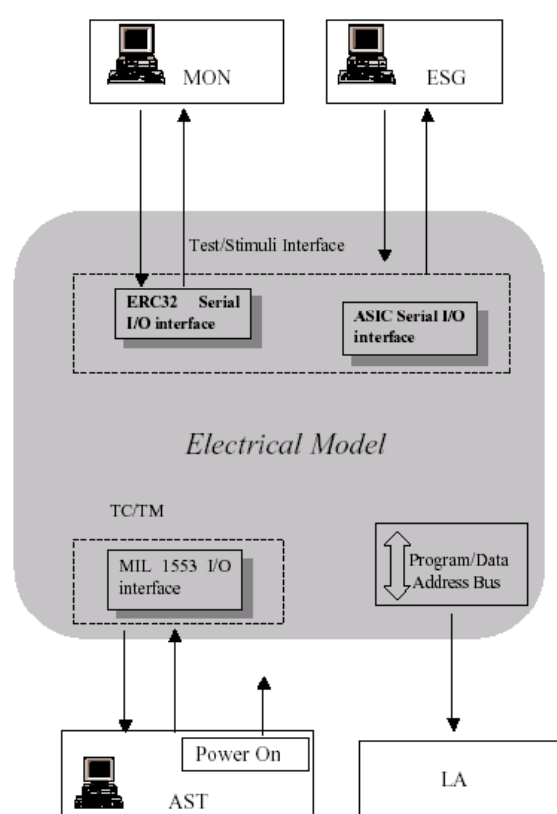 MON
ESG
Test/Stimuli Interface
ERC32 Serial
I/O interface
ASIC Serial I/O
interface
Electrical Model
TC/TM
MIL 1553 I/O
interface
Program/Data
Address Bus
Power On
AST
LA